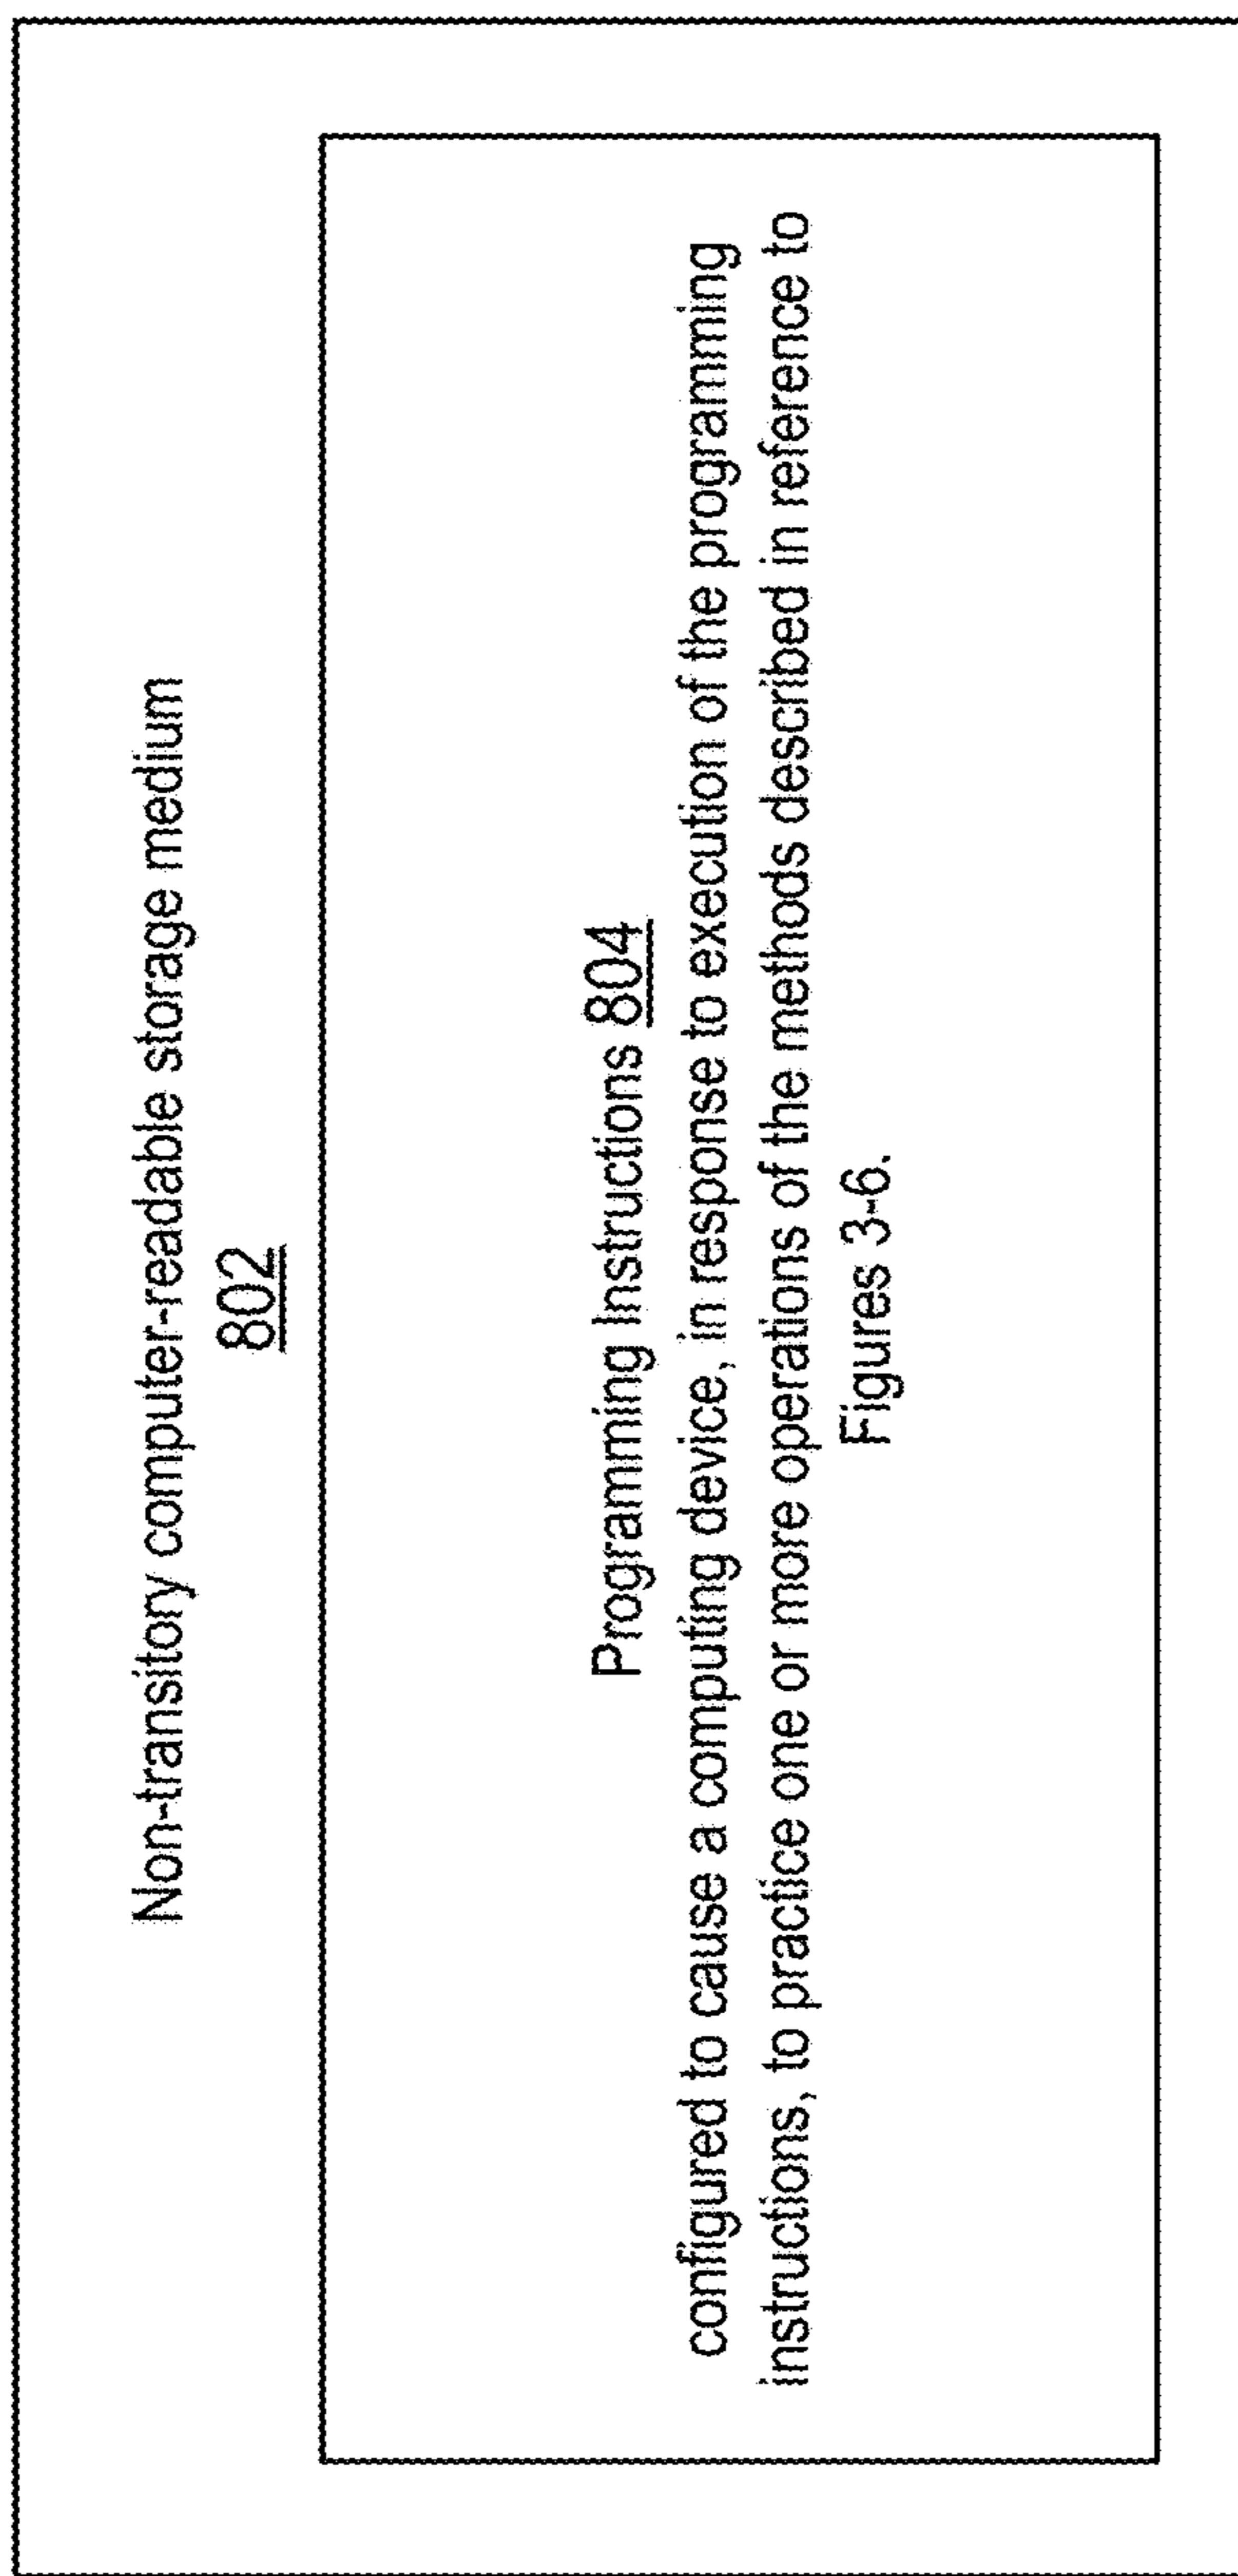 Non-transitory computer-readable storage medium
802
Programming Instructions 804
configured to cause a computing device, in response to execution of the programming
instructions, to practice one or more operations of the methods described in reference to
Figures 3-6.